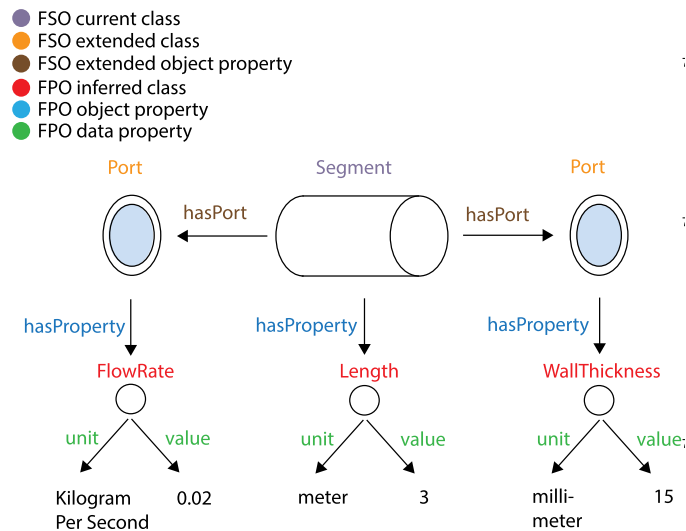 FSO current class
FSO extended class
FSO extended object property
FPO inferred class
FPO object property
FPO data property
Port
Segment
Port
hasPort
hasPort
hasProperty
hasProperty
hasProperty
FlowRate
Length
WallThickness
unit
value
unit
value
unit
value
Kilogram
Per Second
0.02
meter
3
milli-
meter
15